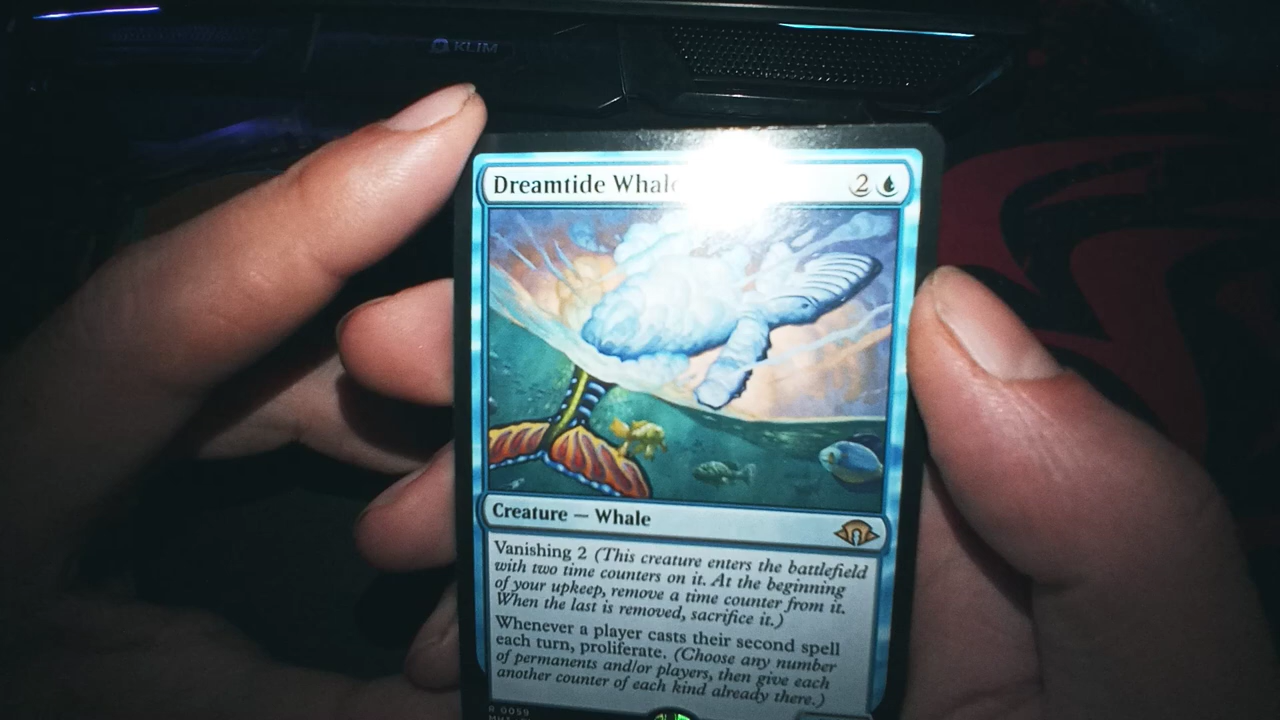 KLIM
Dreamtide Whale 2
Creature — Whale
Vanishing 2 (This creature enters the battlefield
with two time counters on it. At the beginning
of your upkeep, remove a time counter from it.
When the last is removed, sacrifice it.)
Whenever a player casts their second spell
each turn, proliferate. (Choose any number
of permanents and/or players, then give each
another counter of each kind already there.)
R 0059